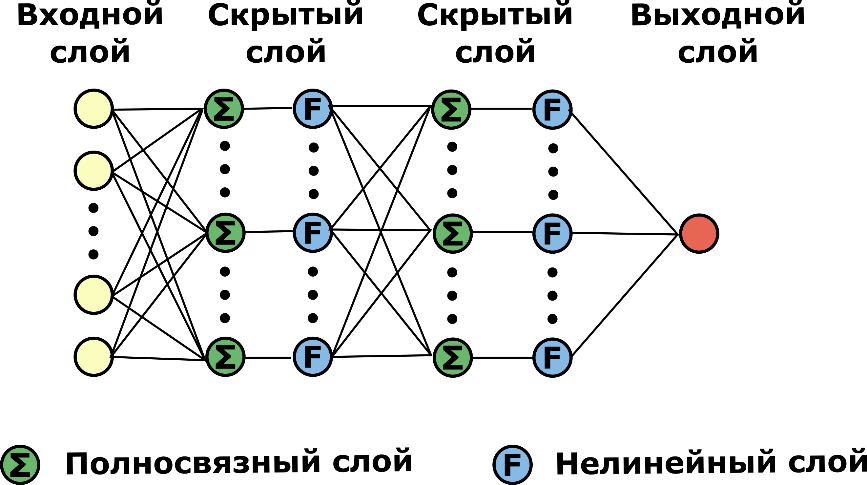 Входной Скрытый Скрытый Выходной
слой слой слой слой
Σ F Σ F
Σ F Σ F
Σ F Σ F
Σ Полносвязный слой F Нелинейный слой